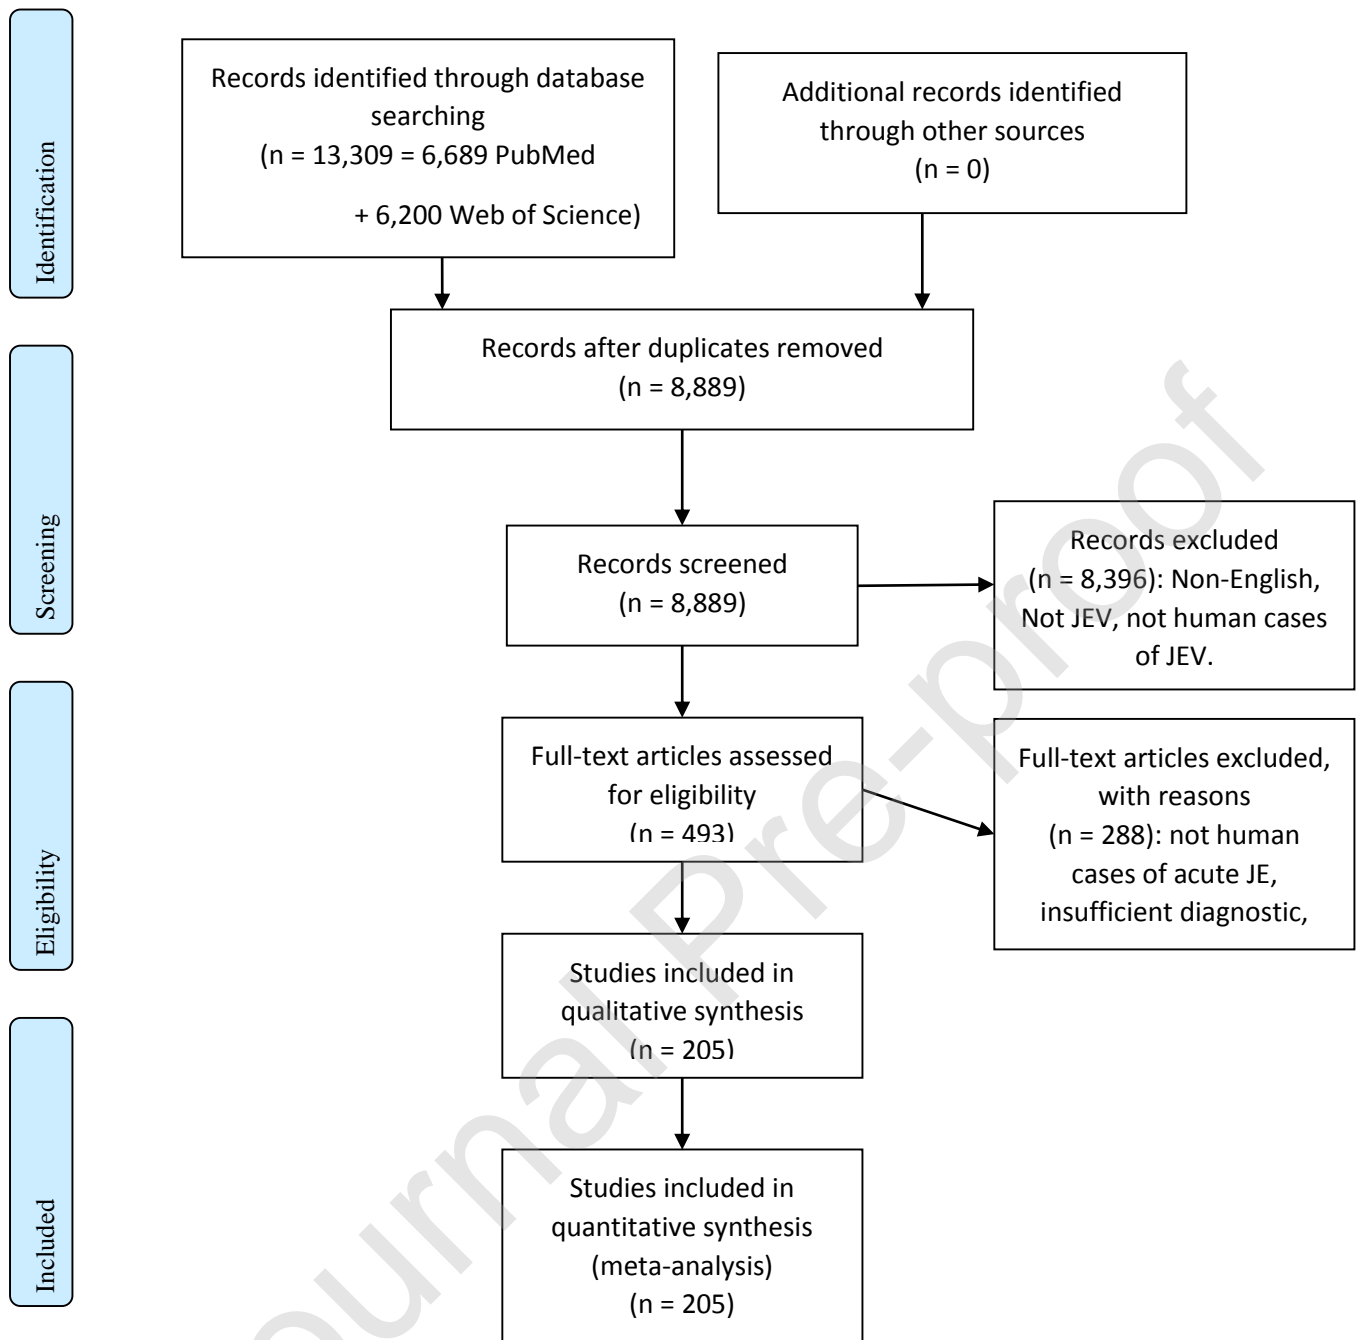 Identification
Records identified through database
searching
(n = 13,309 = 6,689 PubMed
+ 6,200 Web of Science)
Additional records identified
through other sources
(n = 0)
Records after duplicates removed
(n = 8,889)
Screening
Records screened
(n = 8,889)
Records excluded
(n = 8,396): Non-English,
Not JEV, not human cases
of JEV.
Eligibility
Full-text articles assessed
for eligibility
(n = 493)
Full-text articles excluded,
with reasons
(n = 288): not human
cases of acute JE,
insufficient diagnostic,
Studies included in
qualitative synthesis
(n = 205)
Included
Studies included in
quantitative synthesis
(meta-analysis)
(n = 205)
Journal Pre-proof